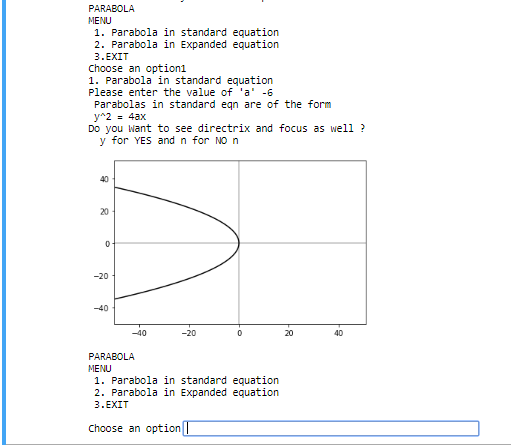 PARABOLA
MENU
1. Parabola in standard equation
2. Parabola in Expanded equation
3.EXIT
Choose an option1
1. Parabola in standard equation
Please enter the value of 'a' -6
Parabolas in standard eqn are of the form
y^2 = 4ax
Do you want to see directrix and focus as well ?
y for YES and n for NO n
40
20
0
−20
−40
−40 −20 0 20 40
PARABOLA
MENU
1. Parabola in standard equation
2. Parabola in Expanded equation
3.EXIT
Choose an option